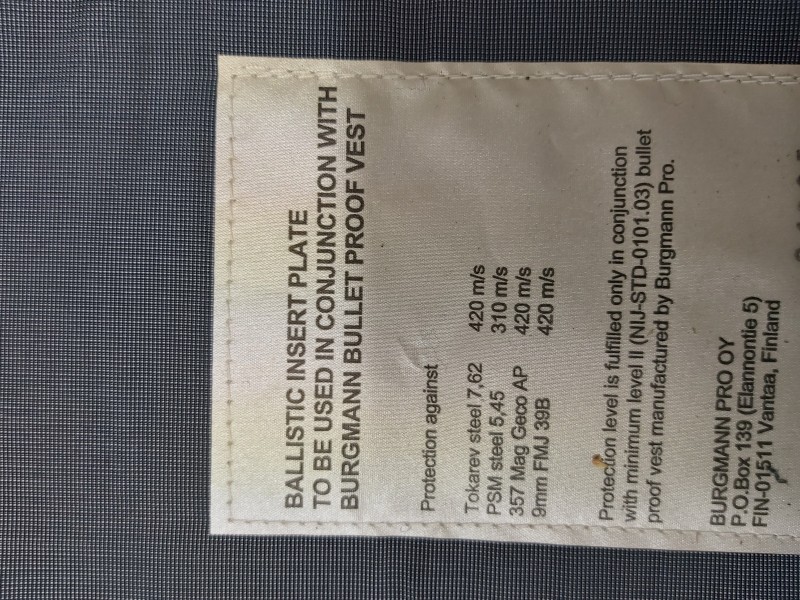 BALLISTIC INSERT PLATE
TO BE USED IN CONJUNCTION WITH
BURGMANN BULLET PROOF VEST
Protection against
Tokarev steel 7,62 420 m/s
PSM steel 5,45 310 m/s
357 Mag Geco AP 420 m/s
9mm FMJ 39B 420 m/s
Protection level is fulfilled only in conjunction
with minimum level II (NIJ-STD-0101.03) bullet
proof vest manufactured by Burgmann Pro.
BURGMANN PRO OY
P.O.Box 139 (Elannontie 5)
FIN-01511 Vantaa, Finland